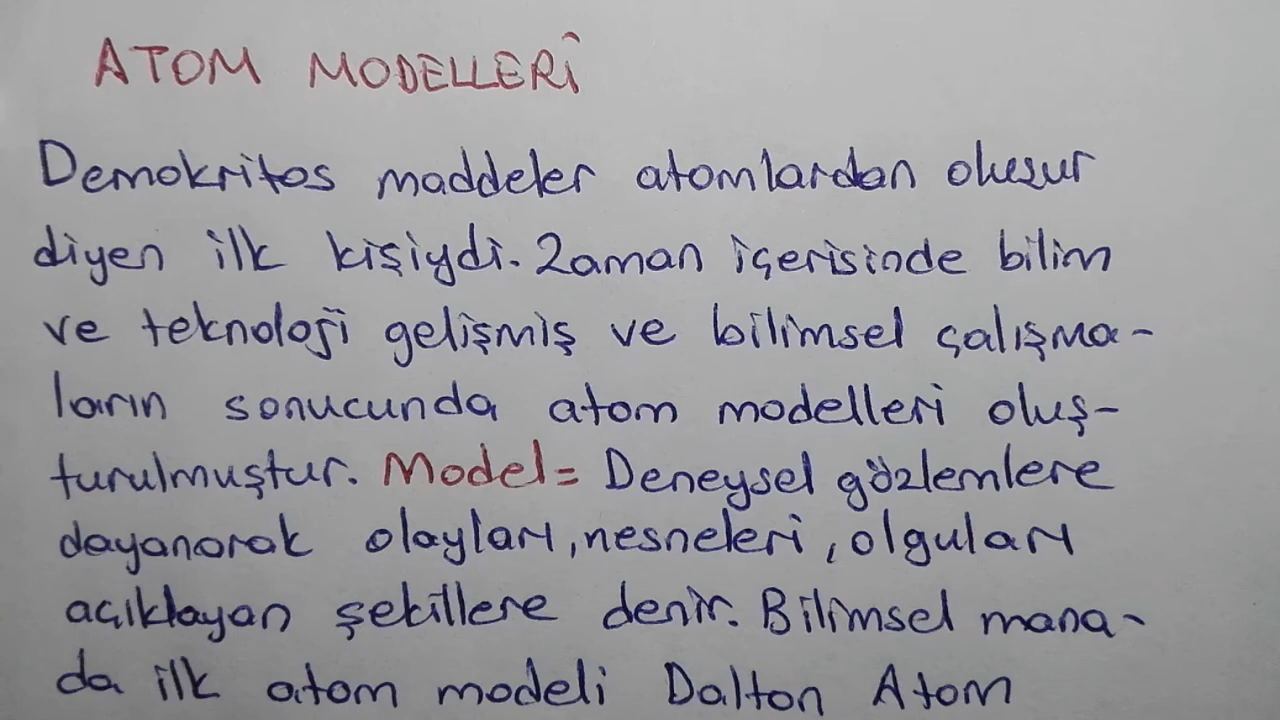 ATOM MODELLERİ
Demokritos maddeler atomlardan oluşur
diyen ilk kişiydi. Zaman içerisinde bilim
ve teknoloji gelişmiş ve bilimsel çalışma-
ların sonucunda atom modelleri oluş-
turulmuştur. Model= Deneysel gözlemlere
dayanarak olayları, nesneleri, olguları
açıklayan şekillere denir. Bilimsel mana-
da ilk atom modeli Dalton Atom